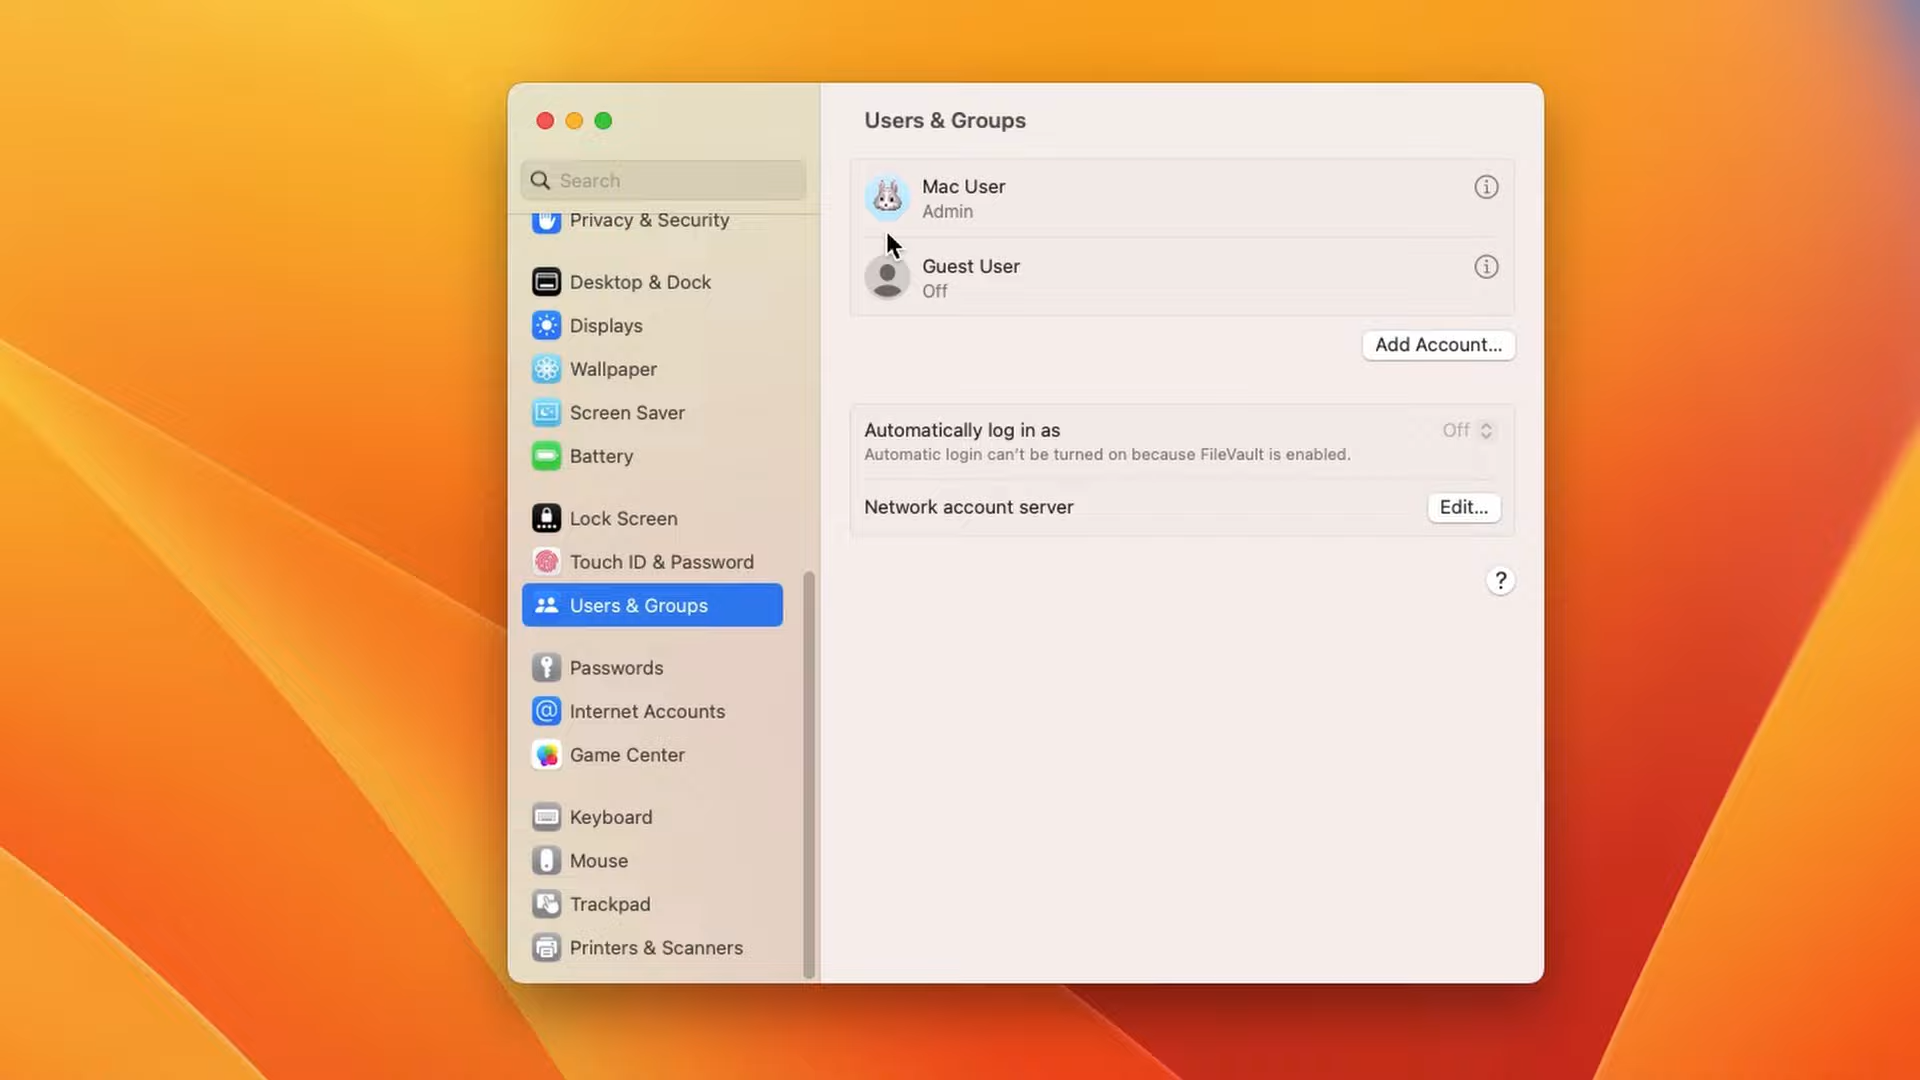 Search
Privacy & Security
Desktop & Dock
Displays
Wallpaper
Screen Saver
Battery
Lock Screen
Touch ID & Password
Users & Groups
Passwords
Internet Accounts
Game Center
Keyboard
Mouse
Trackpad
Printers & Scanners
Users & Groups
Mac User
Admin
Guest User
Off
Add Account...
Automatically log in as
Off
Automatic login can't be turned on because FileVault is enabled.
Network account server
Edit...
?